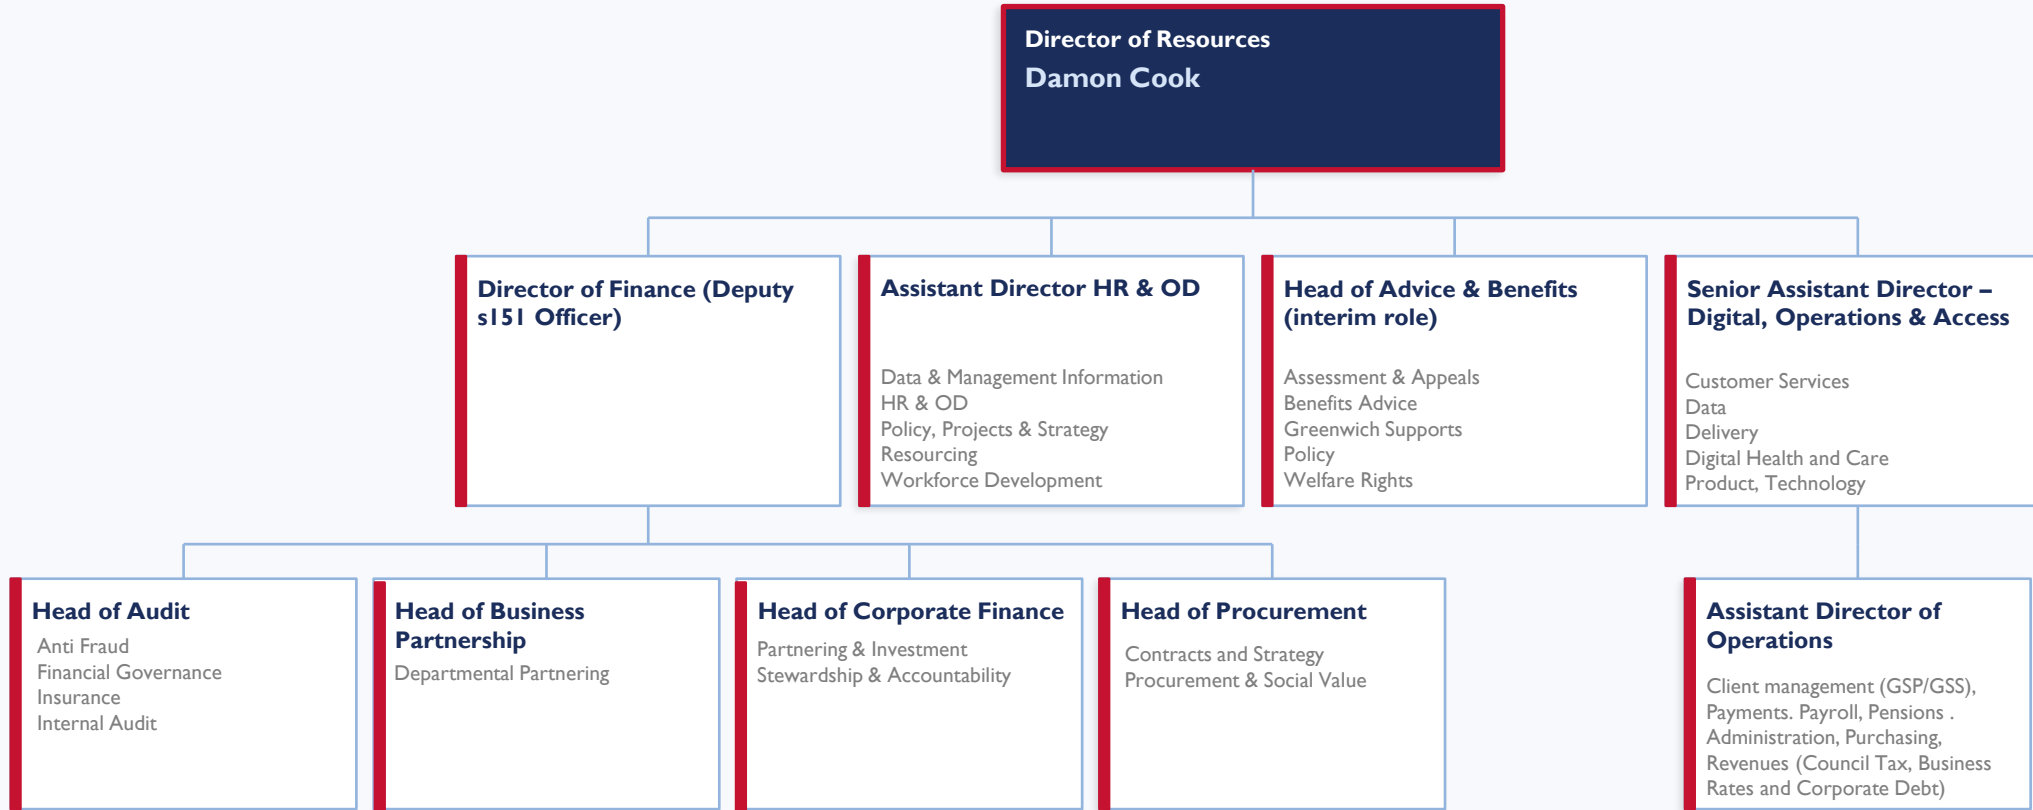 Director of Resources
Damon Cook
Director of Finance (Deputy
s151 Officer)
Assistant Director HR & OD
Data & Management Information
HR & OD
Policy, Projects & Strategy
Resourcing
Workforce Development
Head of Advice & Benefits
(interim role)
Assessment & Appeals
Benefits Advice
Greenwich Supports
Policy
Welfare Rights
Senior Assistant Director –
Digital, Operations & Access
Customer Services
Data
Delivery
Digital Health and Care
Product, Technology
Head of Audit
Anti Fraud
Financial Governance
Insurance
Internal Audit
Head of Business
Partnership
Departmental Partnering
Head of Corporate Finance
Partnering & Investment
Stewardship & Accountability
Head of Procurement
Contracts and Strategy
Procurement & Social Value
Assistant Director of
Operations
Client management (GSP/GSS),
Payments. Payroll, Pensions .
Administration, Purchasing,
Revenues (Council Tax, Business
Rates and Corporate Debt)